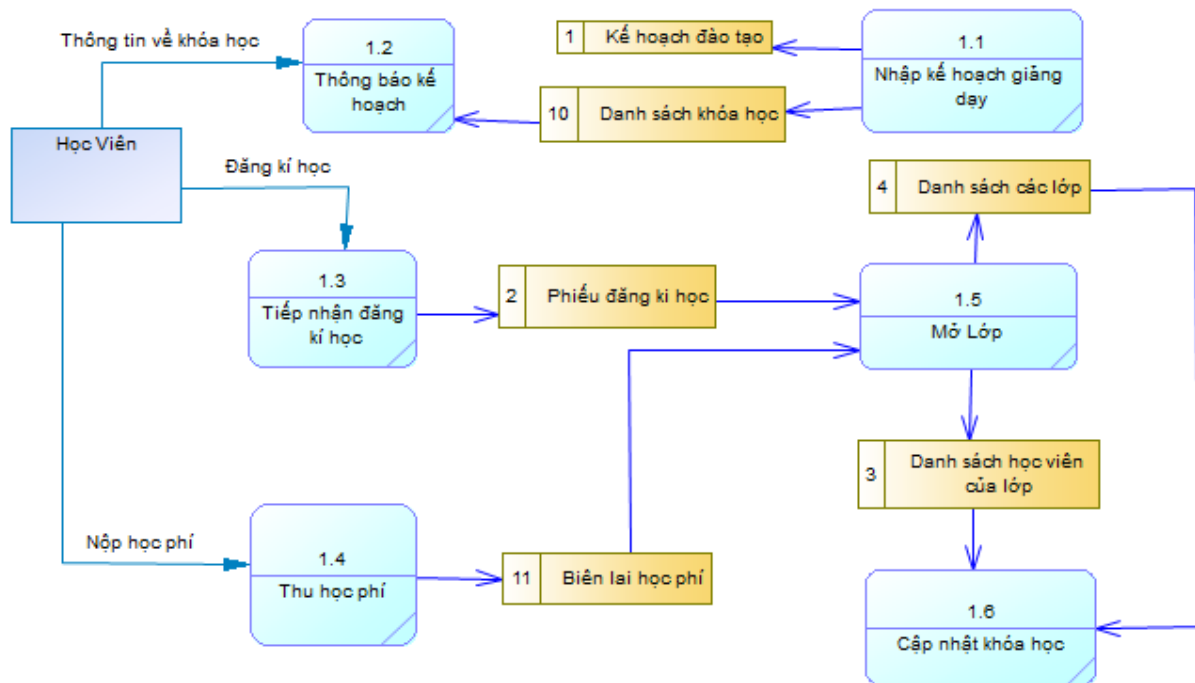 Thông tin về khóa học
1.2
Thông báo kế
hoạch
1 Kế hoạch đào tạo
10 Danh sách khóa học
1.1
Nhập kế hoạch giảng
dạy
Học Viên
Đăng kí học
4 Danh sách các lớp
1.3
Tiếp nhận đăng
kí học
2 Phiếu đăng kí học
1.5
Mở Lớp
3 Danh sách học viên
của lớp
Nộp học phí
1.4
Thu học phí
11 Biên lai học phí
1.6
Cập nhật khóa học